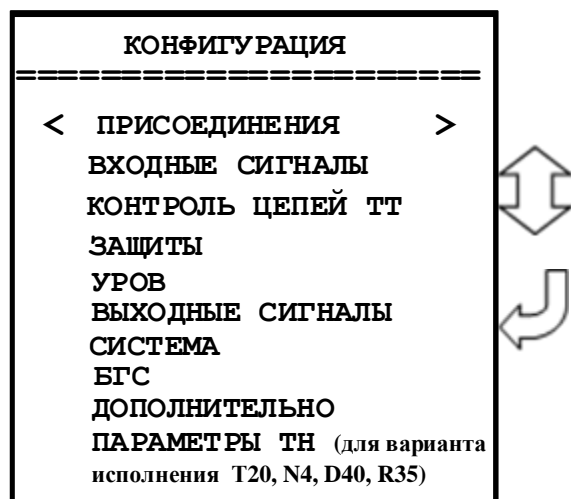 КОНФИГУРАЦИЯ
======================
< ПРИСОЕДИНЕНИЯ >
ВХОДНЫЕ СИГНАЛЫ
КОНТРОЛЬ ЦЕПЕЙ ТТ
ЗАЩИТЫ
УРОВ
ВЫХОДНЫЕ СИГНАЛЫ
СИСТЕМА
БГС
ДОПОЛНИТЕЛЬНО
ПАРАМЕТРЫ ТН (для варианта
исполнения T20, N4, D40, R35)